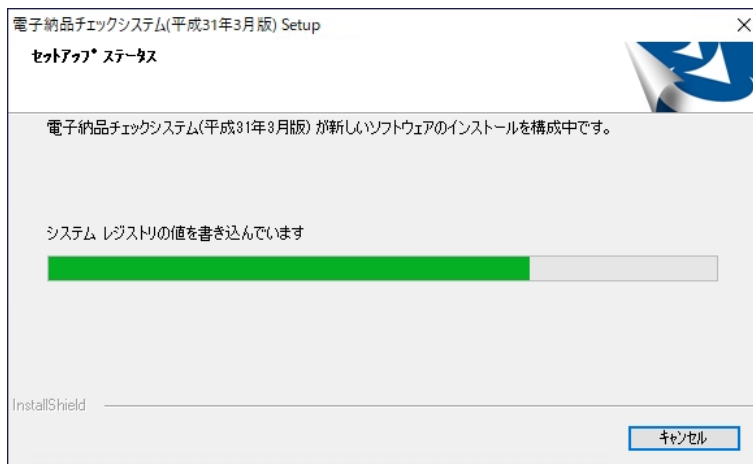 電子納品チェックシステム(平成31年3月版) Setup
セットアップ ステータス
電子納品チェックシステム(平成31年3月版) が新しいソフトウェアのインストールを構成中です。
システム レジストリの値を書き込んでいます
InstallShield
キャンセル